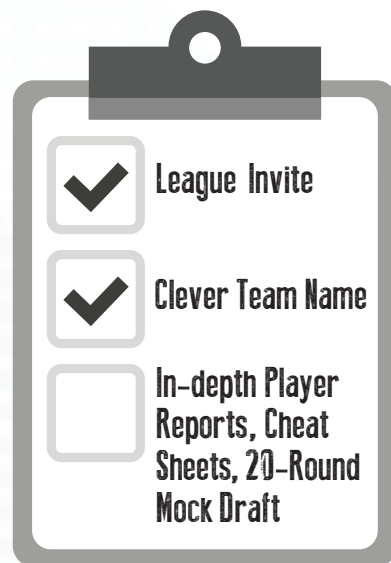 League Invite
Clever Team Name
In-depth Player
Reports, Cheat
Sheets, 20-Round
Mock Draft